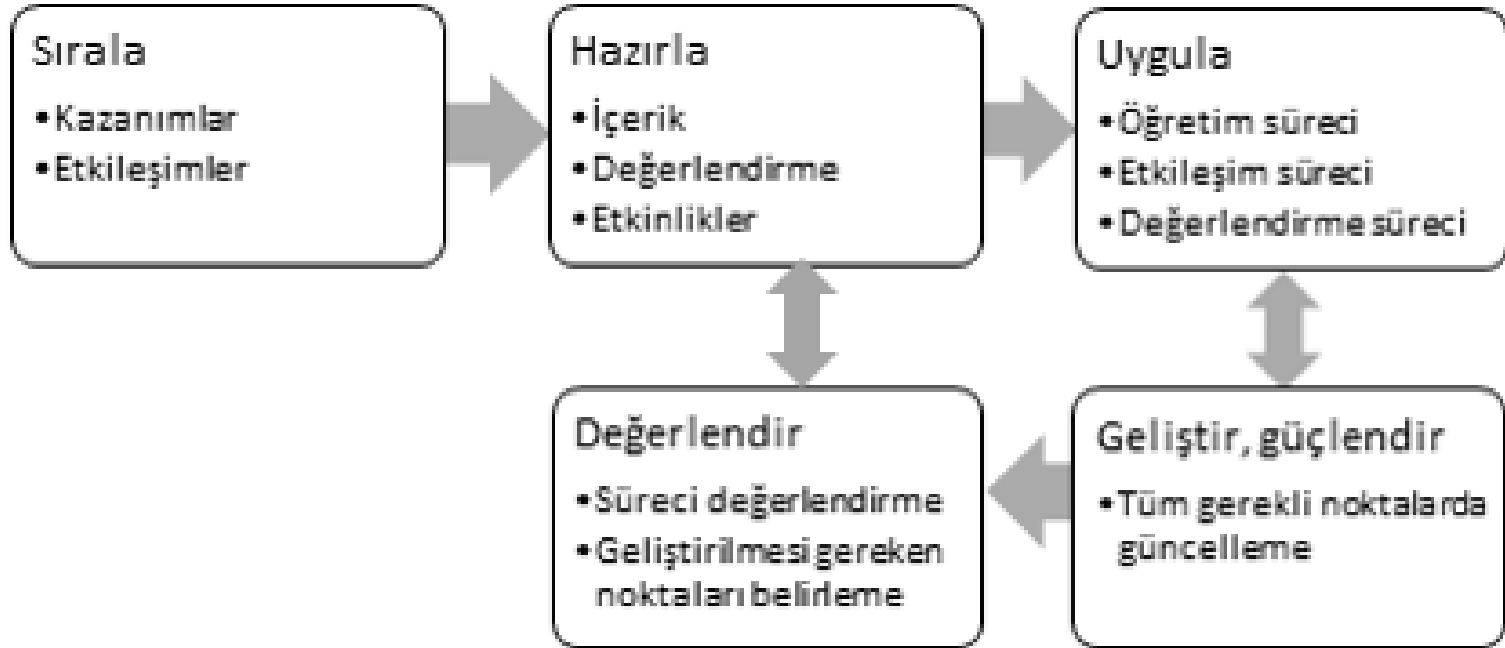 Sırala
•Kazanımlar
•Etkileşimler
Hazırla
•İçerik
•Değerlendirme
•Etkinlikler
Uygula
•Öğretim süreci
•Etkileşim süreci
•Değerlendirme süreci
Değerlendir
•Süreci değerlendirme
•Geliştirilmesi gereken
noktaları belirleme
Geliştir, güçlendir
•Tüm gerekli noktalarda
güncelleme